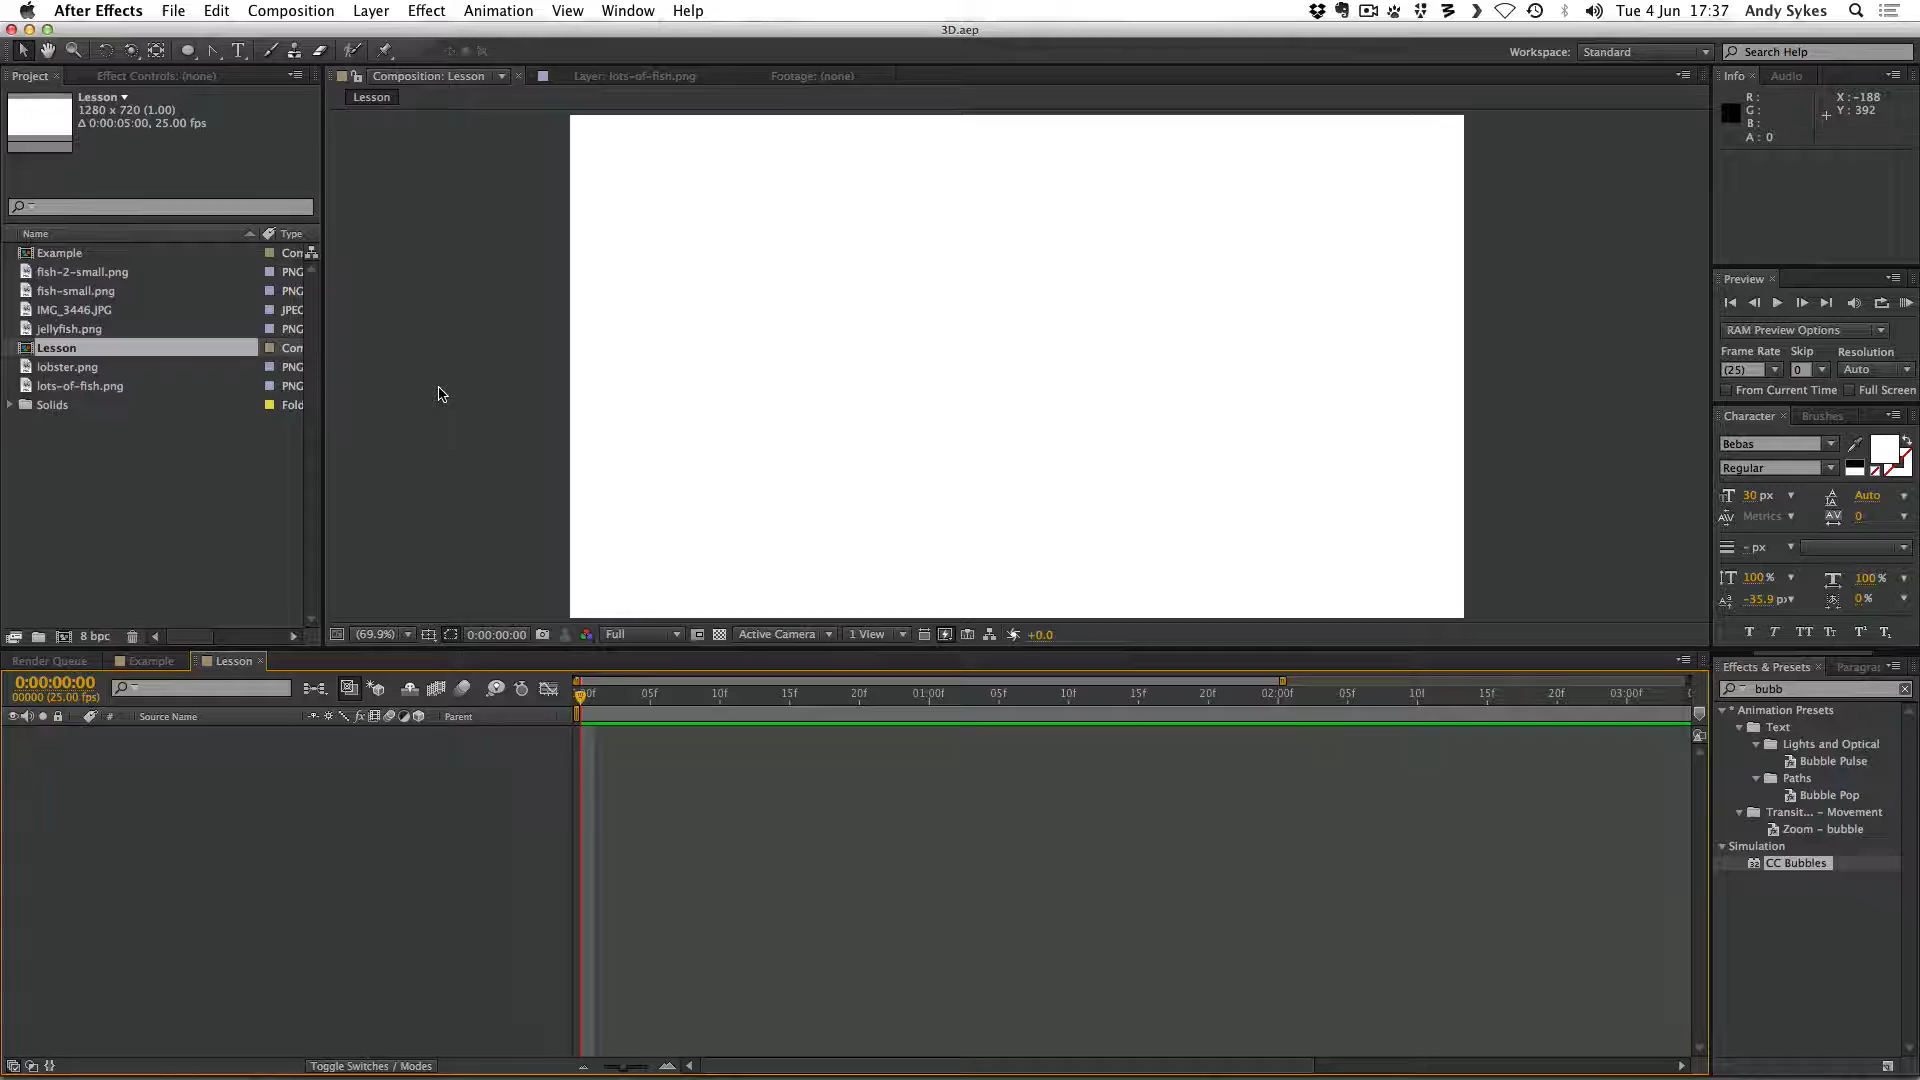 After Effects File Edit Composition Layer Effect Animation View Window Help Tue 4 Jun 17:37 Andy Sykes
3D.aep
Workspace: Standard Search Help
Project Effect Controls: (none) Composition: Lesson Layer: lots-of-fish.png Footage: (none) Info Audio
Lesson
1280 x 720 (1.00)
Δ 0:00:05:00, 25.00 fps
Lesson
R :
G :
B :
A : 0
X : -188
Y : 392
Name Type
Example Con
fish-2-small.png PNG
fish-small.png PNG
IMG_3446.JPG JPEG
jellyfish.png PNG
Lesson Con
lobster.png PNG
lots-of-fish.png PNG
Solids Fold
Preview
RAM Preview Options
Frame Rate Skip Resolution
(25) 0 Auto
From Current Time Full Screen
Character Brushes
Bebas
Regular
30 px Auto
Metrics 0
- px
100 % 100 %
-35.9 px 0 %
T T TT Tt T¹ T₁
8 bpc
(69.9%) 0:00:00:00 Full Active Camera 1 View +0.0
Render Queue Example Lesson
0:00:00:00
00000 (25.00 fps)
# Source Name fx Parent
00f 05f 10f 15f 20f 01:00f 05f 10f 15f 20f 02:00f 05f 10f 15f 20f 03:00f
Effects & Presets Paragra
bubb
* Animation Presets
Text
Lights and Optical
Bubble Pulse
Paths
Bubble Pop
Transit... - Movement
Zoom - bubble
Simulation
CC Bubbles
Toggle Switches / Modes